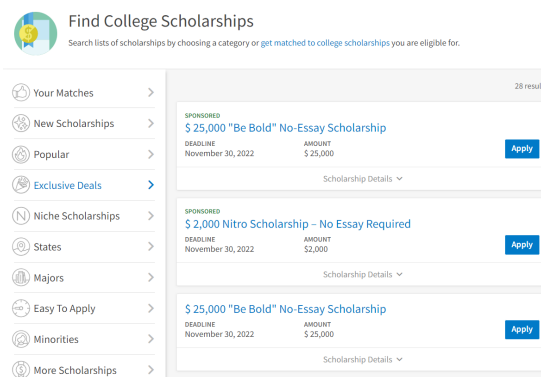 Find College Scholarships
Search lists of scholarships by choosing a category or get matched to college scholarships you are eligible for.
Your Matches
New Scholarships
Popular
Exclusive Deals
Niche Scholarships
States
Majors
Easy To Apply
Minorities
More Scholarships
28 resul
SPONSORED
$ 25,000 "Be Bold" No-Essay Scholarship
DEADLINE AMOUNT
November 30, 2022 $ 25,000
Apply
Scholarship Details
SPONSORED
$ 2,000 Nitro Scholarship – No Essay Required
DEADLINE AMOUNT
November 30, 2022 $2,000
Apply
Scholarship Details
$ 25,000 "Be Bold" No-Essay Scholarship
DEADLINE AMOUNT
November 30, 2022 $ 25,000
Apply
Scholarship Details